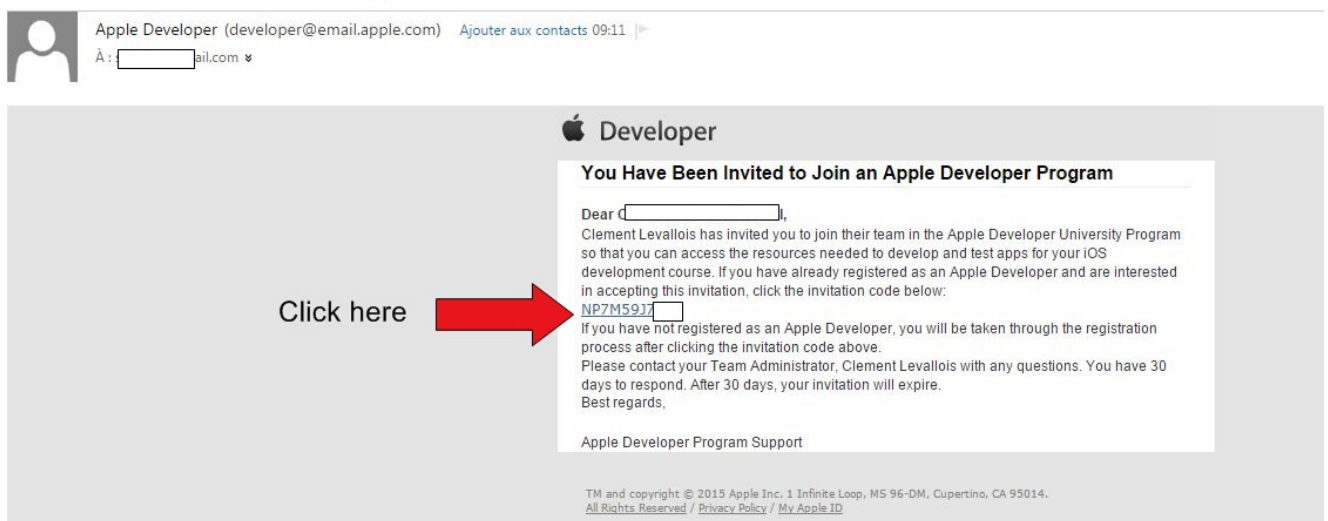 Apple Developer (developer@email.apple.com) Ajouter aux contacts 09:11
À : ail.com
Developer
You Have Been Invited to Join an Apple Developer Program
Dear
Clement Levallois has invited you to join their team in the Apple Developer University Program
so that you can access the resources needed to develop and test apps for your iOS
development course. If you have already registered as an Apple Developer and are interested
in accepting this invitation, click the invitation code below:
Click here
NP7M59J7
If you have not registered as an Apple Developer, you will be taken through the registration
process after clicking the invitation code above.
Please contact your Team Administrator, Clement Levallois with any questions. You have 30
days to respond. After 30 days, your invitation will expire.
Best regards,
Apple Developer Program Support
TM and copyright © 2015 Apple Inc. 1 Infinite Loop, MS 96-DM, Cupertino, CA 95014.
All Rights Reserved / Privacy Policy / My Apple ID